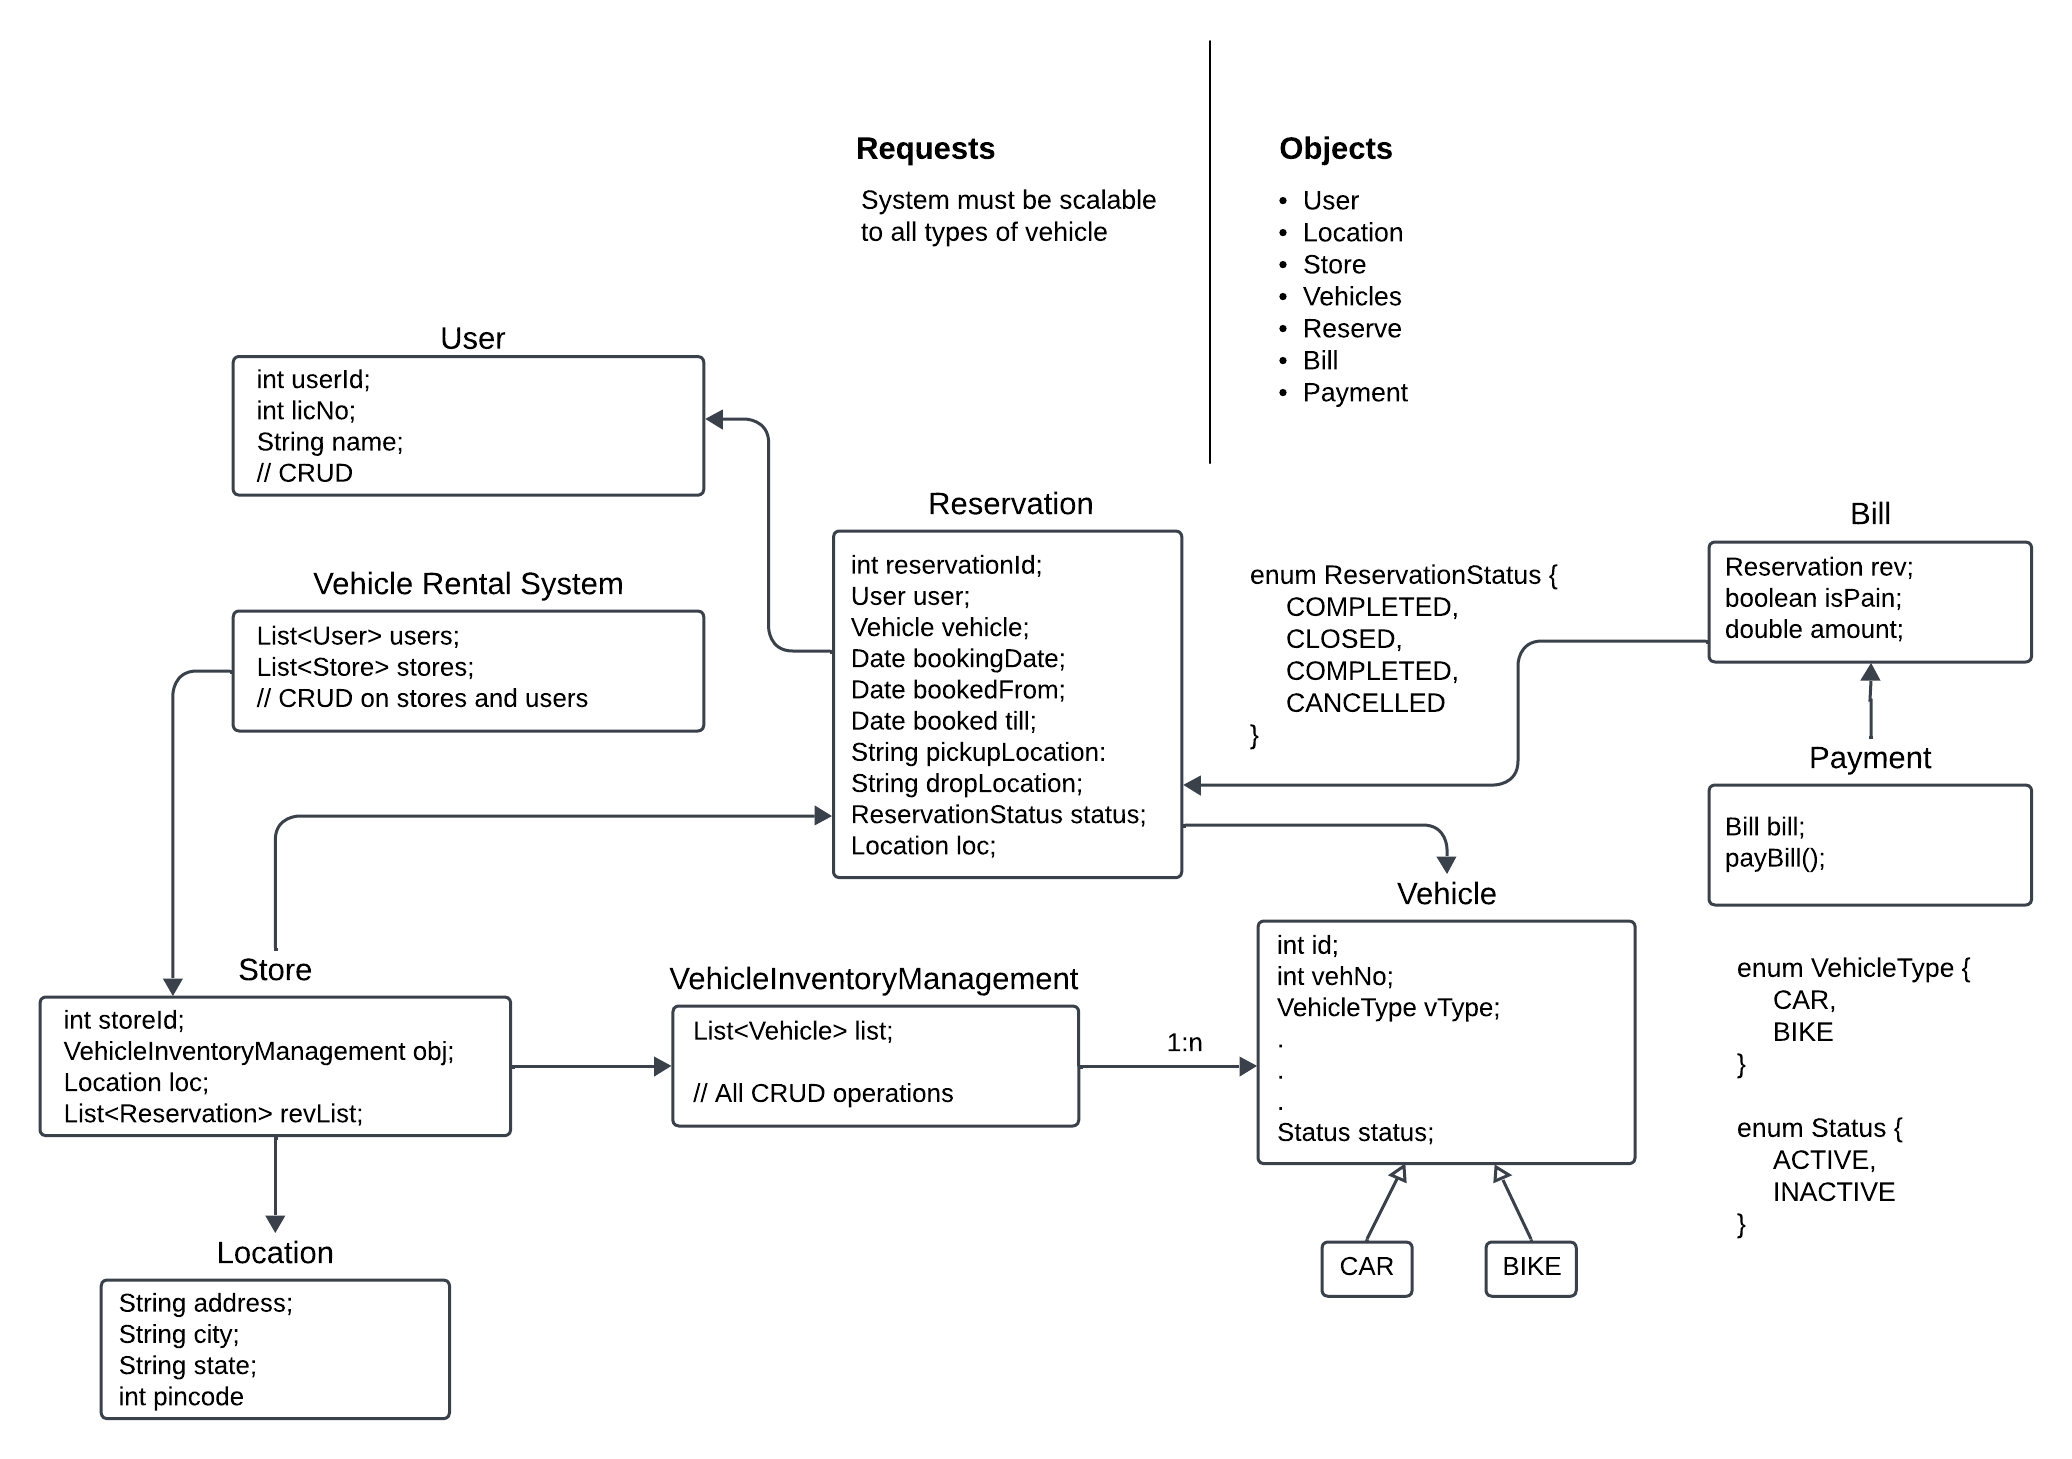 Requests
System must be scalable
to all types of vehicle
Objects
• User
• Location
• Store
• Vehicles
• Reserve
• Bill
• Payment
User
int userId;
int licNo;
String name;
// CRUD
Vehicle Rental System
List<User> users;
List<Store> stores;
// CRUD on stores and users
Reservation
int reservationId;
User user;
Vehicle vehicle;
Date bookingDate;
Date bookedFrom;
Date booked till;
String pickupLocation:
String dropLocation;
ReservationStatus status;
Location loc;
enum ReservationStatus {
COMPLETED,
CLOSED,
COMPLETED,
CANCELLED
}
Bill
Reservation rev;
boolean isPain;
double amount;
Payment
Bill bill;
payBill();
Store
int storeId;
VehicleInventoryManagement obj;
Location loc;
List<Reservation> revList;
VehicleInventoryManagement
List<Vehicle> list;
// All CRUD operations
1:n
Vehicle
int id;
int vehNo;
VehicleType vType;
.
.
.
Status status;
CAR
BIKE
enum VehicleType {
CAR,
BIKE
}
enum Status {
ACTIVE,
INACTIVE
}
Location
String address;
String city;
String state;
int pincode